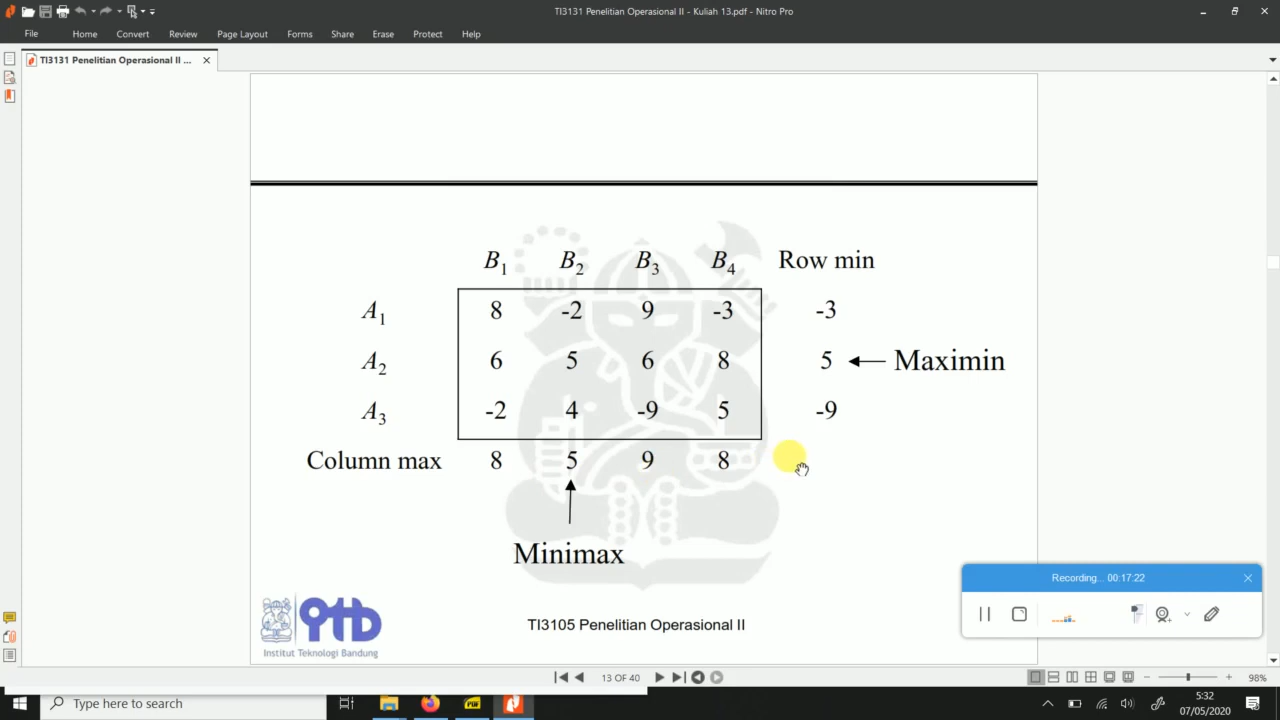 TI3131 Penelitian Operasional II - Kuliah 13.pdf - Nitro Pro
File Home Convert Review Page Layout Forms Share Erase Protect Help
TI3131 Penelitian Operasional II ...
B1 B2 B3 B4 Row min
A1 8 -2 9 -3 -3
A2 6 5 6 8 5 ← Maximin
A3 -2 4 -9 5 -9
Column max 8 5 9 8
Minimax
Recording... 00:17:22
ITB
Institut Teknologi Bandung
TI3105 Penelitian Operasional II
13 OF 40
98%
Type here to search
PDF
5:32
07/05/2020